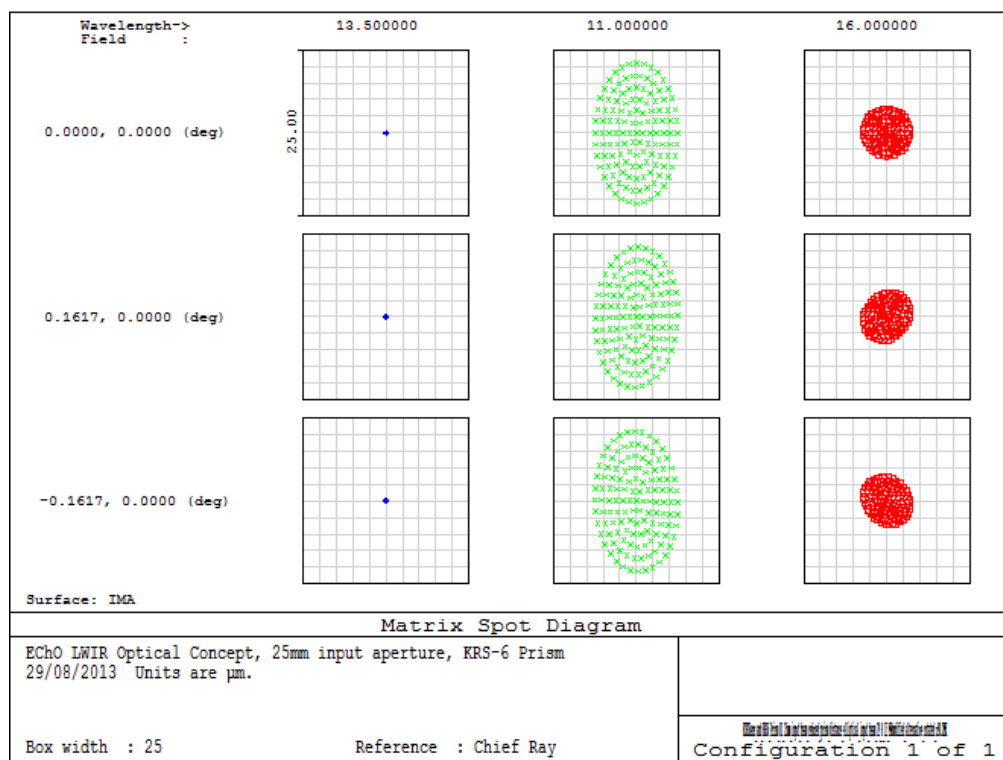 Wavelength-> 13.500000 11.000000 16.000000
Field :
0.0000, 0.0000 (deg)
25.00
0.1617, 0.0000 (deg)
-0.1617, 0.0000 (deg)
Surface: IMA
Matrix Spot Diagram
EChO LWIR Optical Concept, 25mm input aperture, KRS-6 Prism
29/08/2013 Units are µm.
Box width : 25 Reference : Chief Ray
Configuration 1 of 1